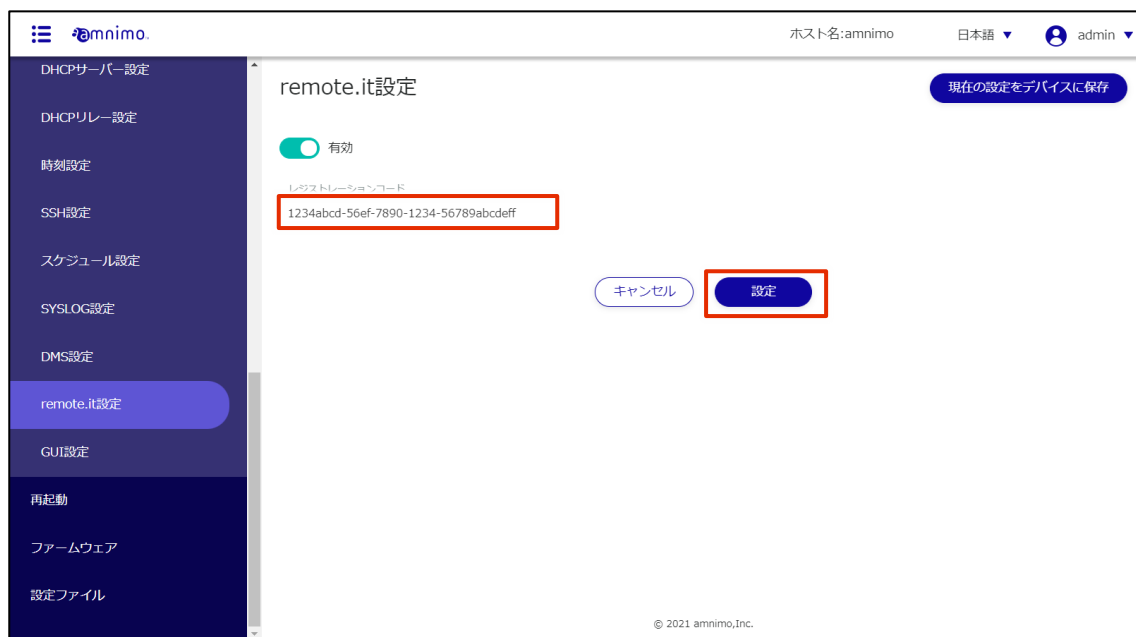 amnimo.
ホスト名:amnimo
日本語 ▼
admin ▼
DHCPサーバー設定
DHCPリレー設定
時刻設定
SSH設定
スケジュール設定
SYSLOG設定
DMS設定
remote.it設定
GUI設定
再起動
ファームウェア
設定ファイル
remote.it設定
現在の設定をデバイスに保存
有効
レジストレーションコード
1234abcd-56ef-7890-1234-56789abcdeff
キャンセル
設定
© 2021 amnimo,Inc.